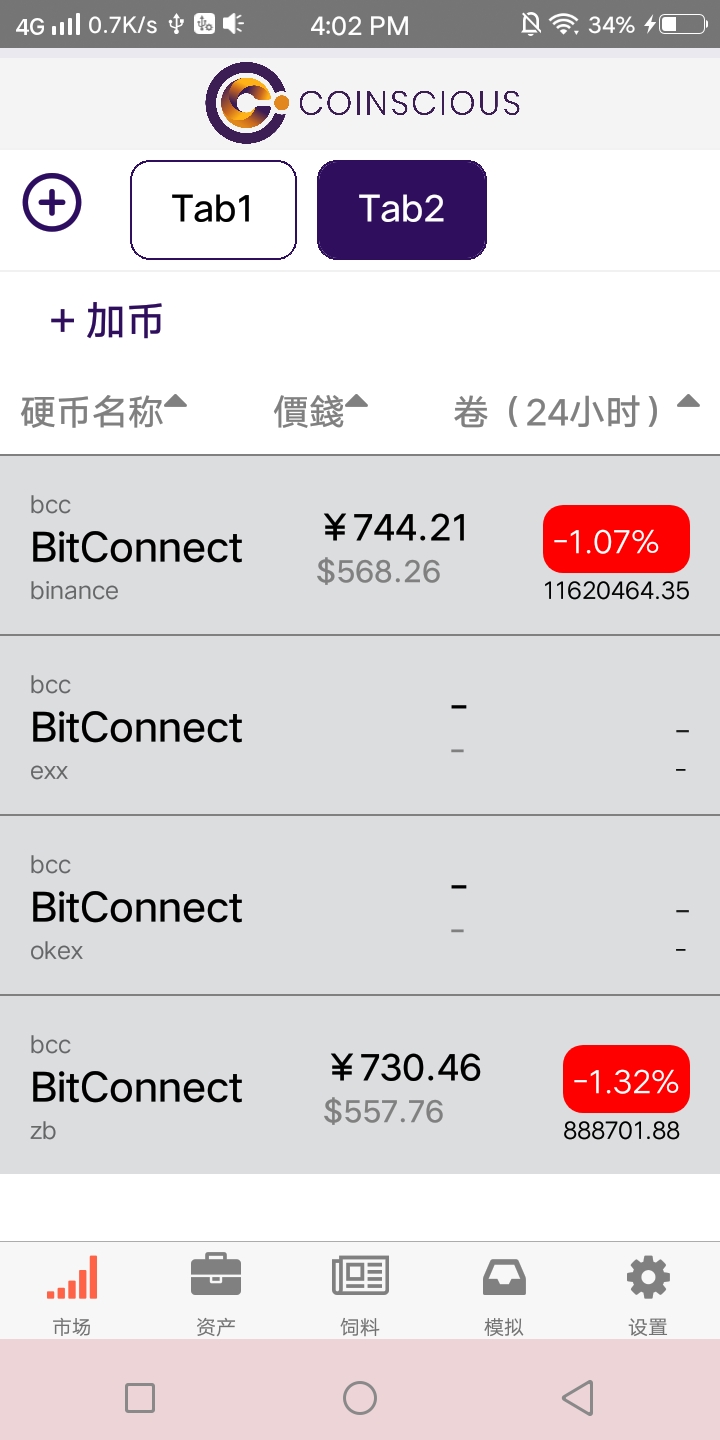 4G 0.7K/s 4:02 PM 34%
COINSCIOUS
Tab1 Tab2
+ 加币
硬币名称 價錢 卷（24小时）
bcc
BitConnect
binance
¥744.21
$568.26
-1.07%
11620464.35
bcc
BitConnect
exx
-
-
-
-
bcc
BitConnect
okex
-
-
-
-
bcc
BitConnect
zb
¥730.46
$557.76
-1.32%
888701.88
市场 资产 饲料 模拟 设置